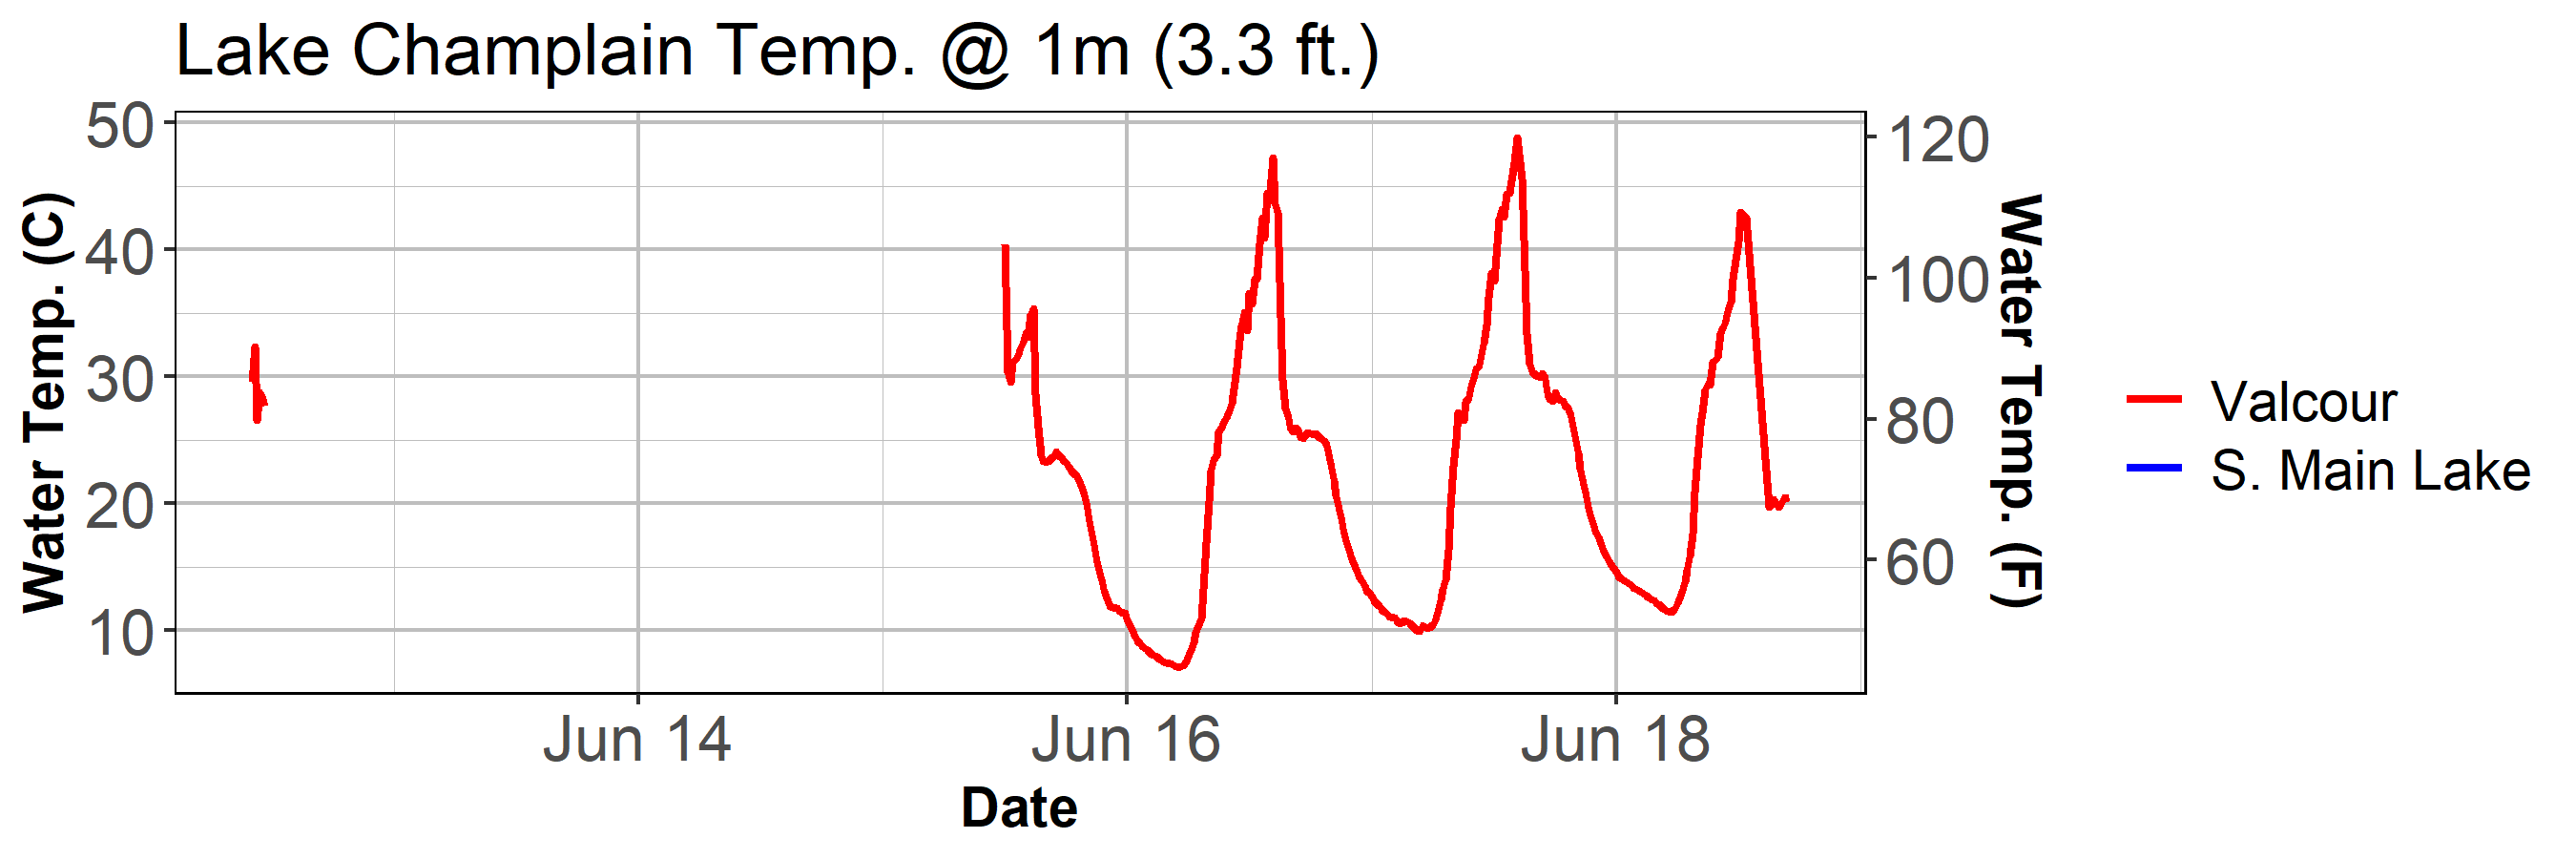 Lake Champlain Temp. @ 1m (3.3 ft.)
Water Temp. (C)
50
40
30
20
10
120
100
80
60
Water Temp. (F)
Jun 14
Jun 16
Jun 18
Date
Valcour
S. Main Lake